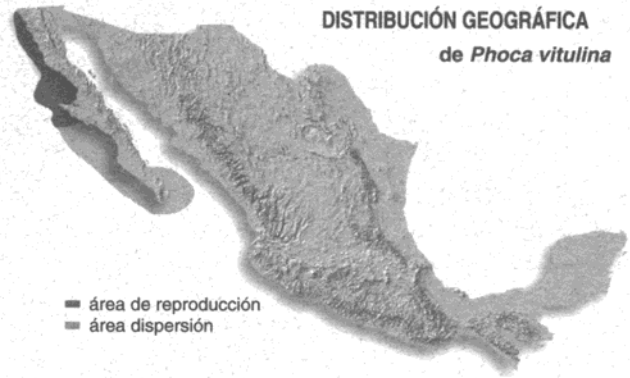 DISTRIBUCIÓN GEOGRÁFICA
de Phoca vitulina
área de reproducción
área dispersión